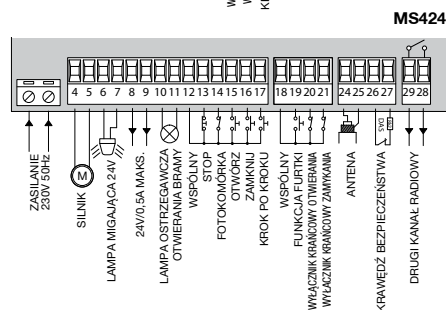 MS424
4 5 6 7 8 9 10 11 12 13 14 15 16 17 18 19 20 21 24 25 26 27 29 28
ZASILANIE
230V 50Hz
SILNIK
M
LAMPA MIGAJĄCA 24V
24V/0,5A MAKS.
LAMPA OSTRZEGAWCZA
OTWIERANIA BRAMY
WSPÓLNY
STOP
FOTOKOMÓRKA
OTWÓRZ
ZAMKNIJ
KROK PO KROKU
WSPÓLNY
FUNKCJA FURTKI
WYŁĄCZNIK KRAŃCOWY OTWIERANIA
WYŁĄCZNIK KRAŃCOWY ZAMYKANIA
ANTENA
DAS
KRAWĘDŹ BEZPIECZEŃSTWA
DRUGI KANAŁ RADIOWY